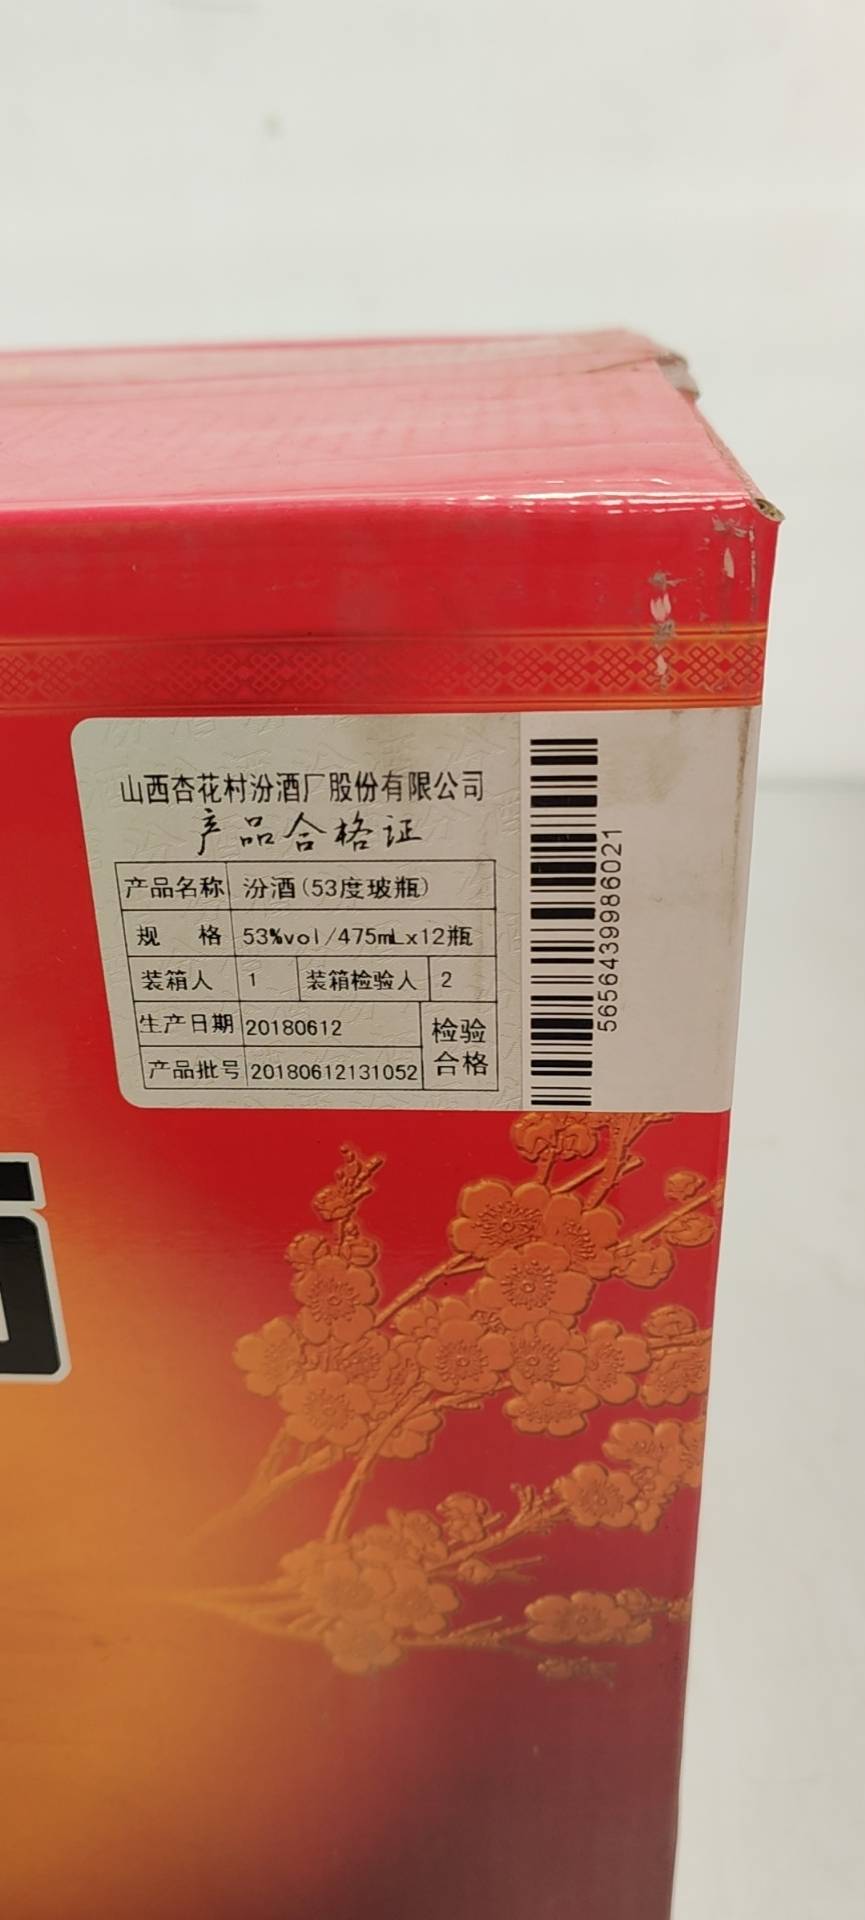 山西杏花村汾酒厂股份有限公司
产品合格证
产品名称 汾酒(53度玻瓶)
规 格 53%vol/475mLx12瓶
装箱人 1 装箱检验人 2
生产日期 20180612 检验
产品批号 20180612131052 合格
5656439986021